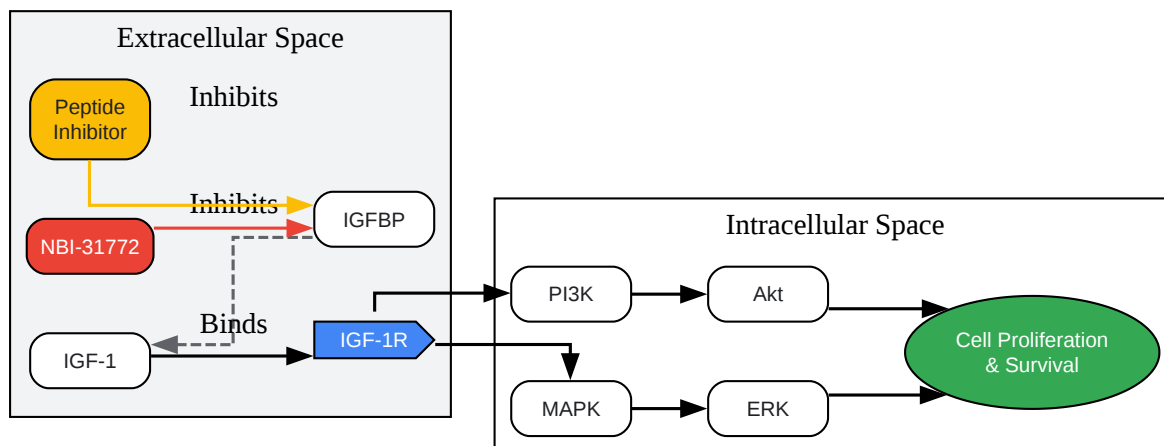 Extracellular Space
Peptide
Inhibitor
Inhibits
Inhibits
IGFBP
NBI-31772
Binds
IGF-1
IGF-1R
Intracellular Space
PI3K
Akt
MAPK
ERK
Cell Proliferation
& Survival